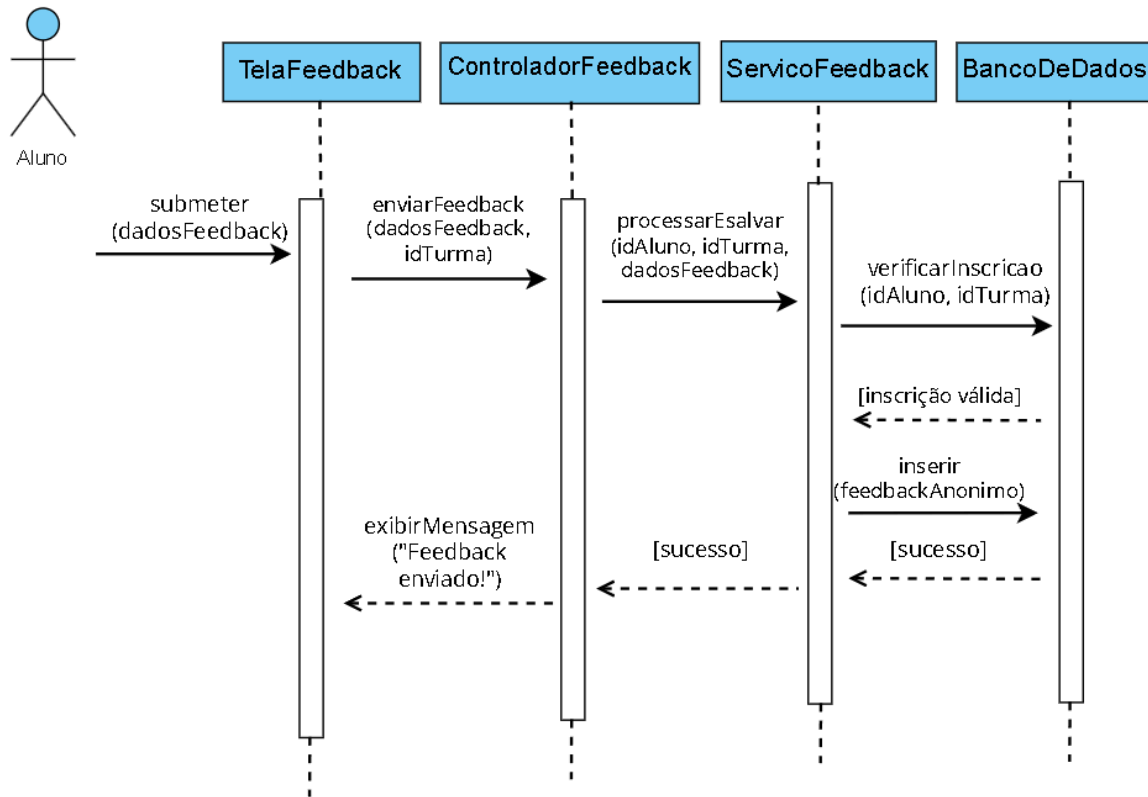 TelaFeedback
ControladorFeedback
ServicoFeedback
BancoDeDados
Aluno
submeter
(dadosFeedback)
enviarFeedback
(dadosFeedback,
idTurma)
processarEsalvar
(idAluno, idTurma,
dadosFeedback)
verificarInscricao
(idAluno, idTurma)
[inscrição válida]
inserir
(feedbackAnonimo)
[sucesso]
[sucesso]
exibirMensagem
("Feedback
enviado!")